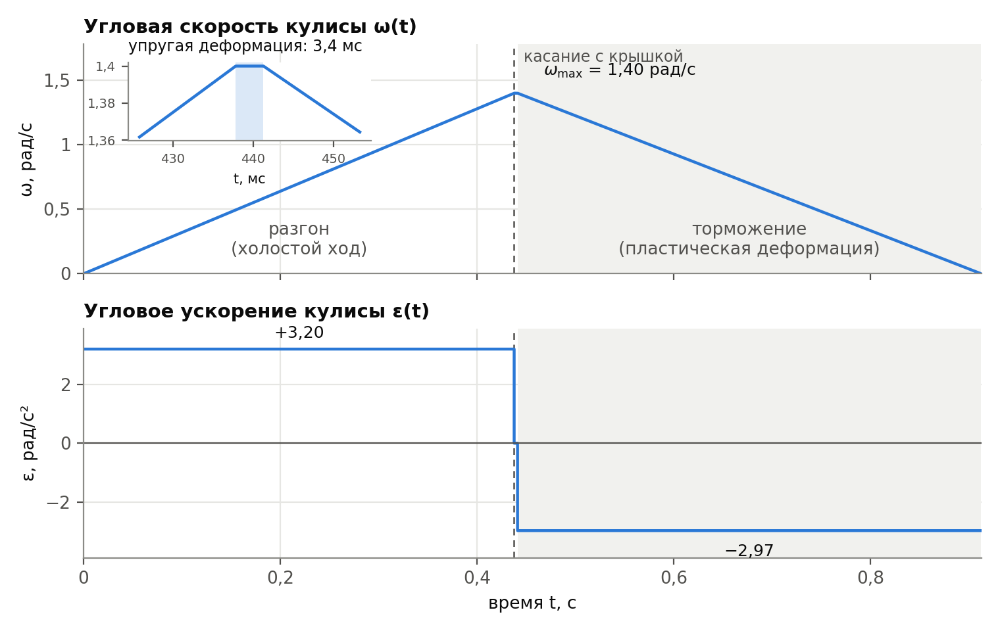 Угловая скорость кулисы ω(t)
упругая деформация: 3,4 мс
касание с крышкой
ω_max = 1,40 рад/с
1,4
1,38
1,36
430 440 450
t, мс
1,5
1
0,5
0
ω, рад/с
разгон
(холостой ход)
торможение
(пластическая деформация)
Угловое ускорение кулисы ε(t)
+3,20
2
0
−2
ε, рад/с²
−2,97
0 0,2 0,4 0,6 0,8
время t, с